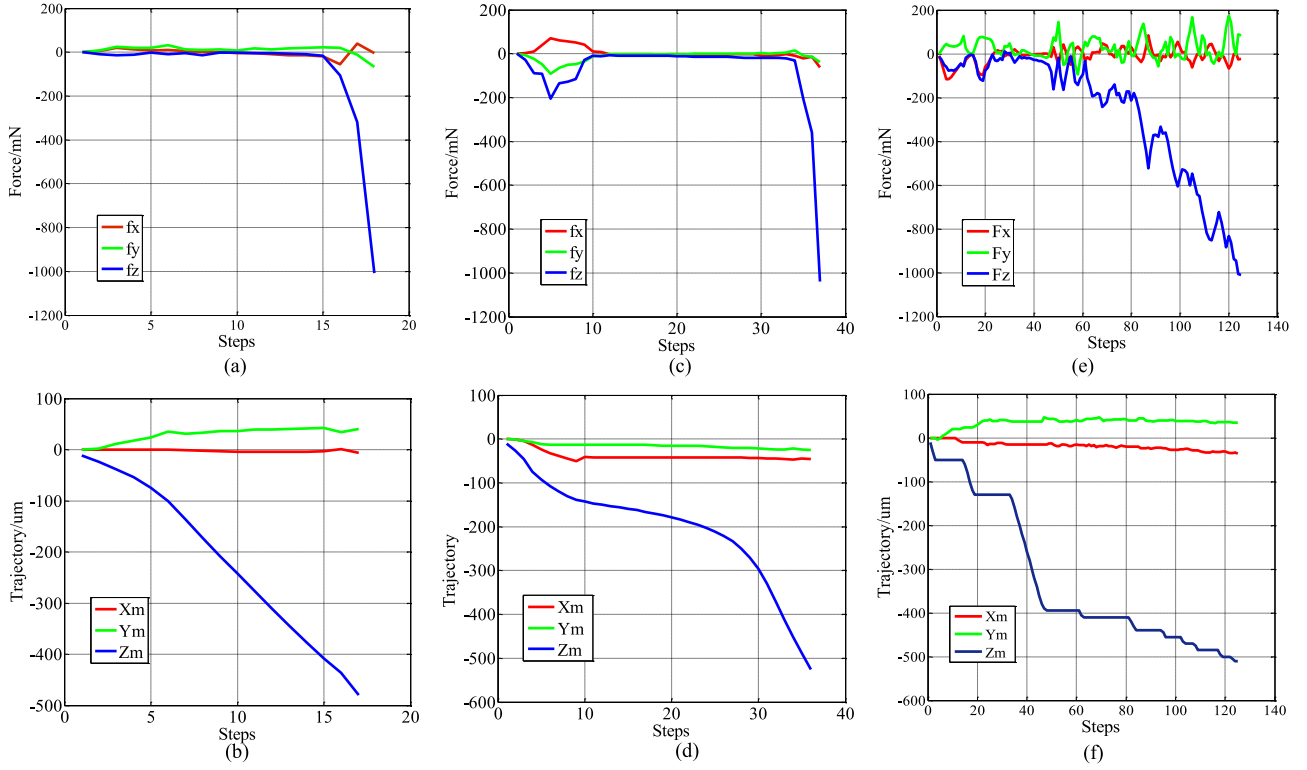 200
0
-200
-400
-600
-800
-1000
-1200
0
5
10
15
20
Force/mN
Steps
fx
fy
fz
(a)
200
0
-200
-400
-600
-800
-1000
-1200
0
10
20
30
40
Force/mN
Steps
fx
fy
fz
(c)
200
0
-200
-400
-600
-800
-1000
-1200
0
20
40
60
80
100
120
140
Force/mN
Steps
Fx
Fy
Fz
(e)
100
0
-100
-200
-300
-400
-500
0
5
10
15
20
Trajectory/um
Steps
Xm
Ym
Zm
(b)
100
0
-100
-200
-300
-400
-500
-600
0
10
20
30
40
Trajectory
Steps
Xm
Ym
Zm
(d)
100
0
-100
-200
-300
-400
-500
-600
0
20
40
60
80
100
120
140
Trajectory/um
Steps
Xm
Ym
Zm
(f)